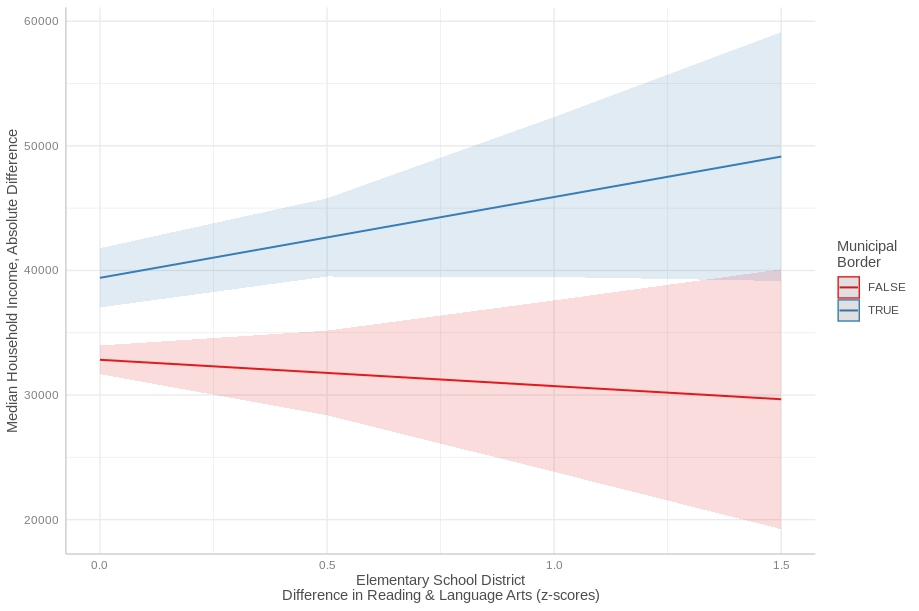 60000
50000
40000
30000
20000
Median Household Income, Absolute Difference
0.0
0.5
1.0
1.5
Elementary School District
Difference in Reading & Language Arts (z-scores)
Municipal
Border
FALSE
TRUE